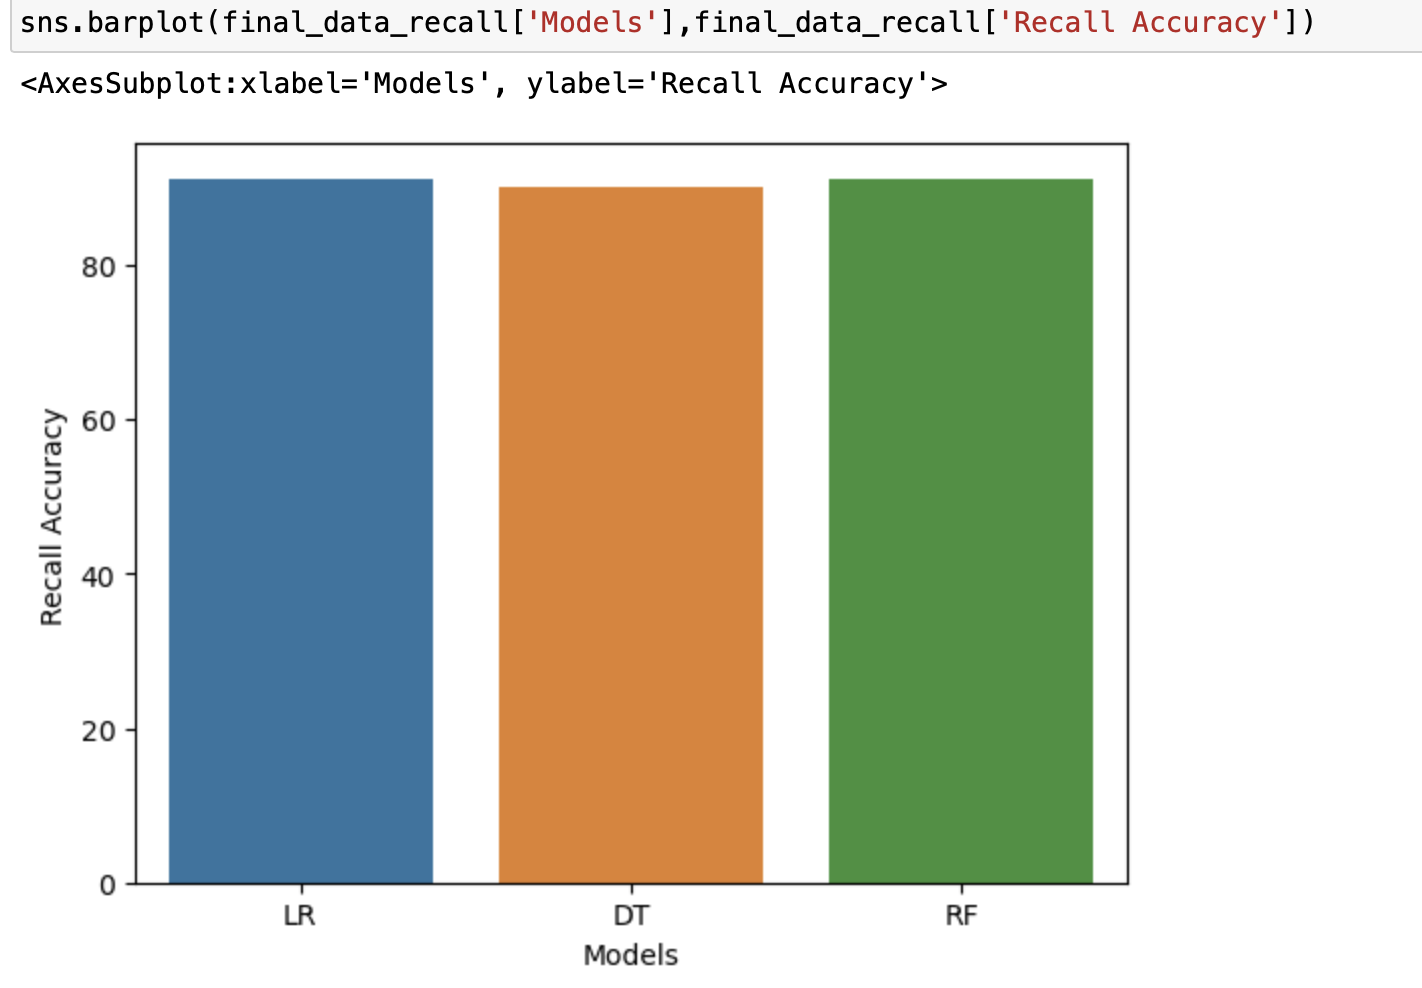 sns.barplot(final_data_recall['Models'],final_data_recall['Recall Accuracy'])
<AxesSubplot:xlabel='Models', ylabel='Recall Accuracy'>
80
60
40
20
0
Recall Accuracy
LR DT RF
Models